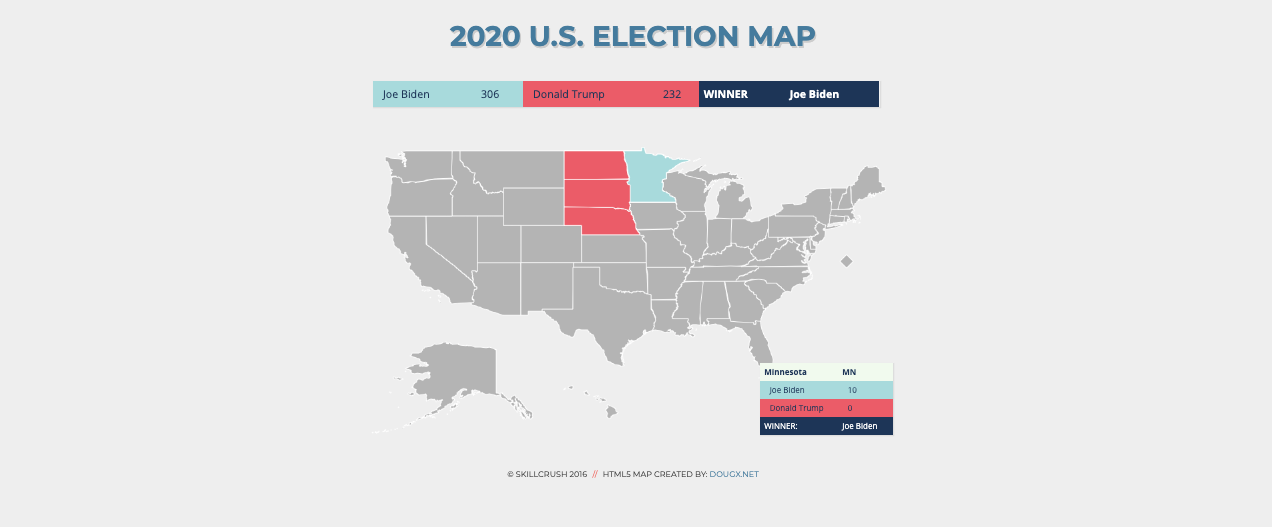 2020 U.S. ELECTION MAP
Joe Biden 306 Donald Trump 232 WINNER Joe Biden
Minnesota MN
Joe Biden 10
Donald Trump 0
WINNER: Joe Biden
© SKILLCRUSH 2016 // HTML5 MAP CREATED BY: DOUGX.NET